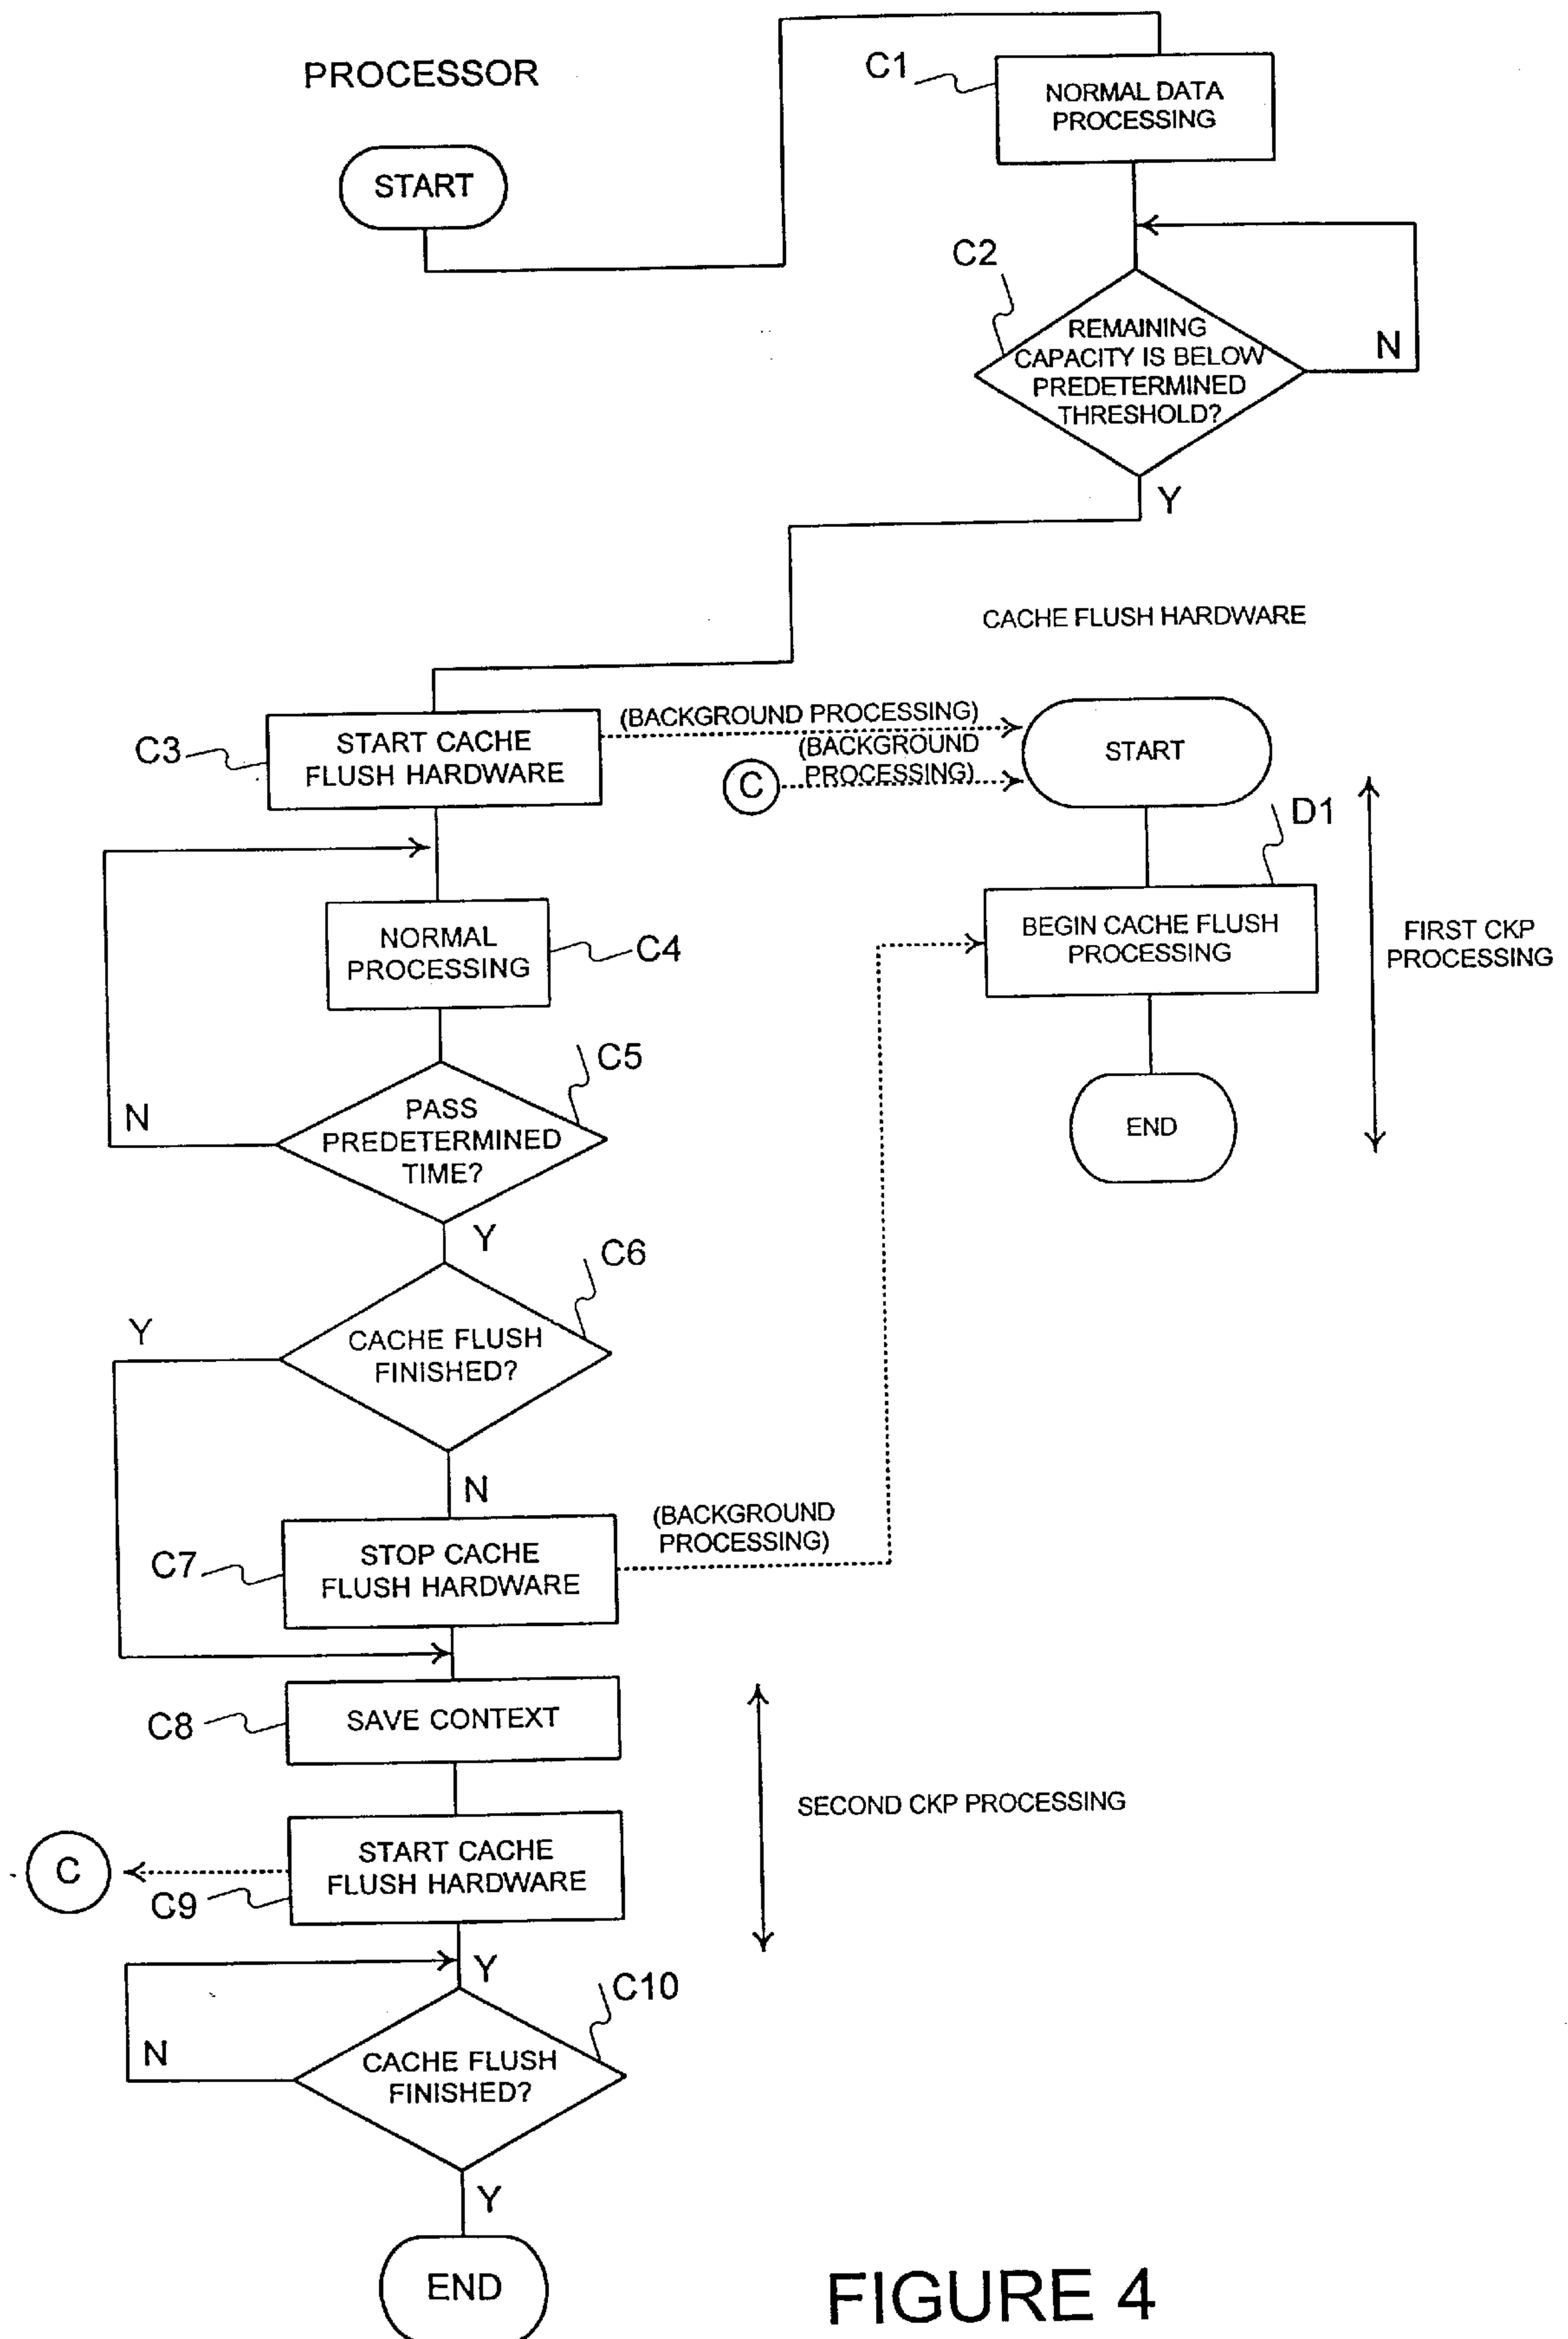 PROCESSOR
START
C1
NORMAL DATA
PROCESSING
C2
REMAINING
CAPACITY IS BELOW
PREDETERMINED
THRESHOLD?
N
Y
CACHE FLUSH HARDWARE
C3
START CACHE
FLUSH HARDWARE
(BACKGROUND PROCESSING)
(BACKGROUND
PROCESSING)
C
START
D1
BEGIN CACHE FLUSH
PROCESSING
FIRST CKP
PROCESSING
END
NORMAL
PROCESSING
C4
C5
PASS
PREDETERMINED
TIME?
N
Y
C6
CACHE FLUSH
FINISHED?
Y
N
C7
STOP CACHE
FLUSH HARDWARE
(BACKGROUND
PROCESSING)
C8
SAVE CONTEXT
SECOND CKP PROCESSING
C
C9
START CACHE
FLUSH HARDWARE
Y
C10
CACHE FLUSH
FINISHED?
N
Y
END
FIGURE 4